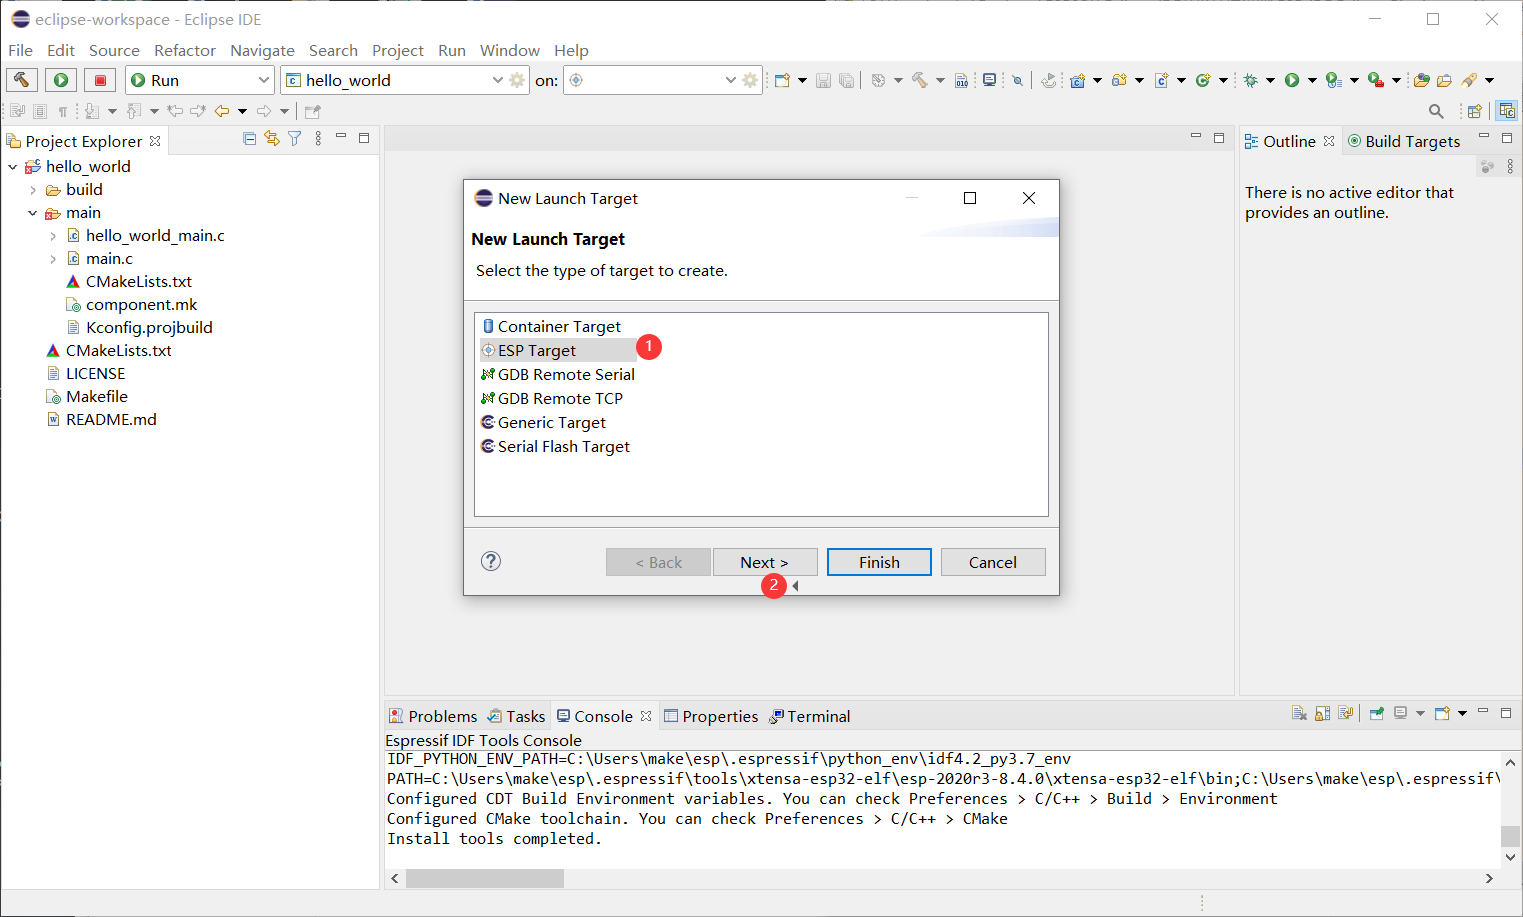 eclipse-workspace - Eclipse IDE
File Edit Source Refactor Navigate Search Project Run Window Help
Run
hello_world
on:
Project Explorer
hello_world
build
main
hello_world_main.c
main.c
CMakeLists.txt
component.mk
Kconfig.projbuild
CMakeLists.txt
LICENSE
Makefile
README.md
New Launch Target
New Launch Target
Select the type of target to create.
Container Target
ESP Target
1
GDB Remote Serial
GDB Remote TCP
Generic Target
Serial Flash Target
?
< Back
Next >
Finish
Cancel
2
Outline
Build Targets
There is no active editor that
provides an outline.
Problems
Tasks
Console
Properties
Terminal
Espressif IDF Tools Console
IDF_PYTHON_ENV_PATH=C:\Users\make\esp\.espressif\python_env\idf4.2_py3.7_env
PATH=C:\Users\make\esp\.espressif\tools\xtensa-esp32-elf\esp-2020r3-8.4.0\xtensa-esp32-elf\bin;C:\Users\make\esp\.espressif\
Configured CDT Build Environment variables. You can check Preferences > C/C++ > Build > Environment
Configured CMake toolchain. You can check Preferences > C/C++ > CMake
Install tools completed.